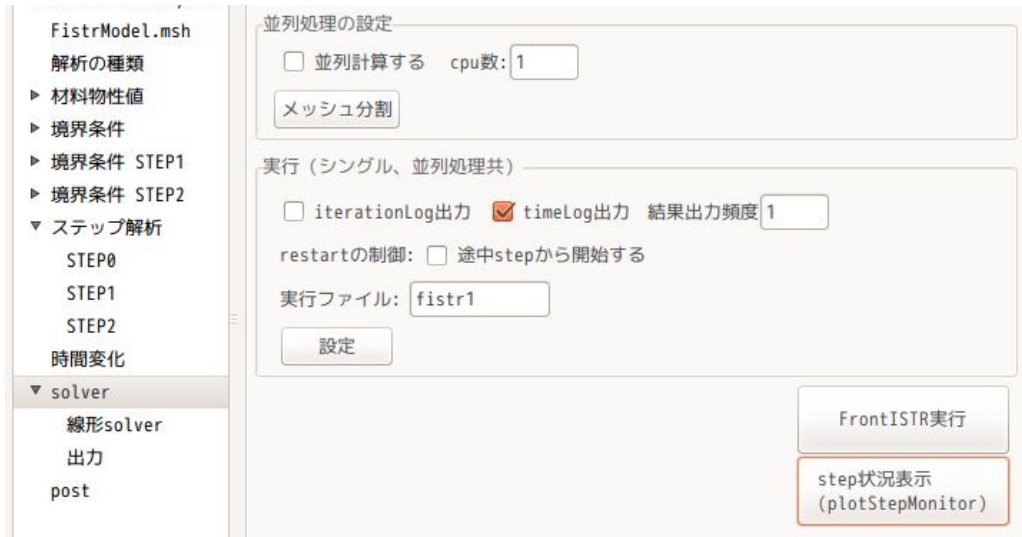 FistrModel.msh
解析の種類
材料物性値
境界条件
境界条件 STEP1
境界条件 STEP2
ステップ解析
STEP0
STEP1
STEP2
時間変化
solver
線形solver
出力
post
並列処理の設定
並列計算する cpu数: 1
メッシュ分割
実行 (シングル、並列処理共)
iterationLog出力 timeLog出力 結果出力頻度 1
restartの制御: 途中stepから開始する
実行ファイル: fistr1
設定
FrontISTR実行
step状況表示
(plotStepMonitor)